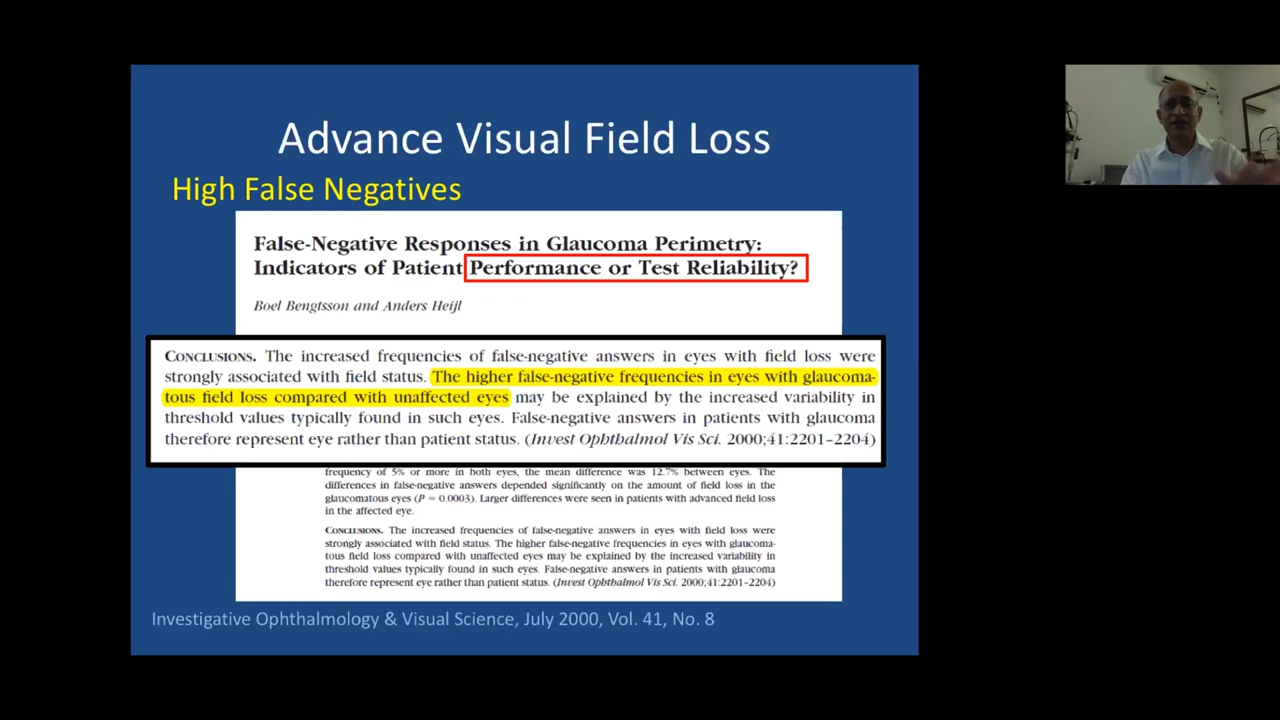 Advance Visual Field Loss
High False Negatives
False-Negative Responses in Glaucoma Perimetry:
Indicators of Patient Performance or Test Reliability?
Boel Bengtsson and Anders Heijl
CONCLUSIONS. The increased frequencies of false-negative answers in eyes with field loss were
strongly associated with field status. The higher false-negative frequencies in eyes with glaucoma-
tous field loss compared with unaffected eyes may be explained by the increased variability in
threshold values typically found in such eyes. False-negative answers in patients with glaucoma
therefore represent eye rather than patient status. (Invest Ophthalmol Vis Sci. 2000;41:2201–2204)
frequency of 5% or more in both eyes, the mean difference was 12.7% between eyes. The
differences in false-negative answers depended significantly on the amount of field loss in the
glaucomatous eyes (P = 0.0003). Larger differences were seen in patients with advanced field loss
in the affected eye.
CONCLUSIONS. The increased frequencies of false-negative answers in eyes with field loss were
strongly associated with field status. The higher false-negative frequencies in eyes with glaucoma-
tous field loss compared with unaffected eyes may be explained by the increased variability in
threshold values typically found in such eyes. False-negative answers in patients with glaucoma
therefore represent eye rather than patient status. (Invest Ophthalmol Vis Sci. 2000;41:2201–2204)
Investigative Ophthalmology & Visual Science, July 2000, Vol. 41, No. 8